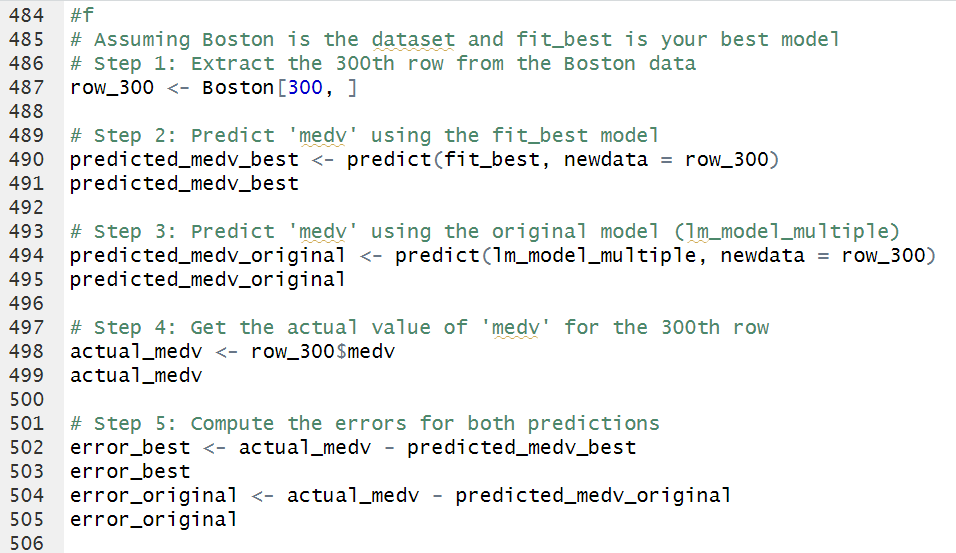 484 #f
485 # Assuming Boston is the dataset and fit_best is your best model
486 # Step 1: Extract the 300th row from the Boston data
487 row_300 <- Boston[300, ]
488
489 # Step 2: Predict 'medv' using the fit_best model
490 predicted_medv_best <- predict(fit_best, newdata = row_300)
491 predicted_medv_best
492
493 # Step 3: Predict 'medv' using the original model (lm_model_multiple)
494 predicted_medv_original <- predict(lm_model_multiple, newdata = row_300)
495 predicted_medv_original
496
497 # Step 4: Get the actual value of 'medv' for the 300th row
498 actual_medv <- row_300$medv
499 actual_medv
500
501 # Step 5: Compute the errors for both predictions
502 error_best <- actual_medv - predicted_medv_best
503 error_best
504 error_original <- actual_medv - predicted_medv_original
505 error_original
506